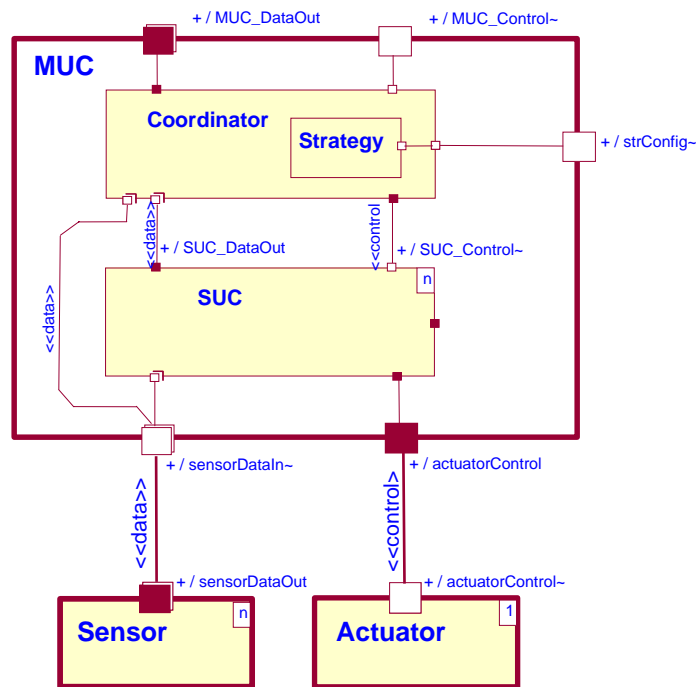 + / MUC_DataOut
+ / MUC_Control~
MUC
Coordinator
Strategy
+ / strConfig~
<<data>>
<<control
+ / SUC_DataOut
+ / SUC_Control~
n
SUC
<<data>>
+ / sensorDataIn~
+ / actuatorControl
<<data>>
<<control>
+ / sensorDataOut
+ / actuatorControl~
Sensor
n
Actuator
1